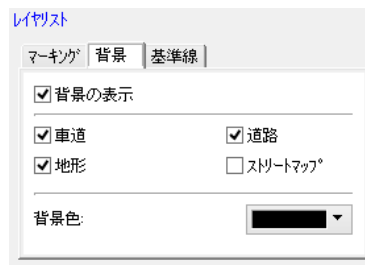 ﾚｲﾔﾘｽﾄ
ﾏｰｷﾝｸﾞ 背景 基準線
背景の表示
車道 道路
地形 ｽﾄﾘｰﾄﾏｯﾌﾟ
背景色: